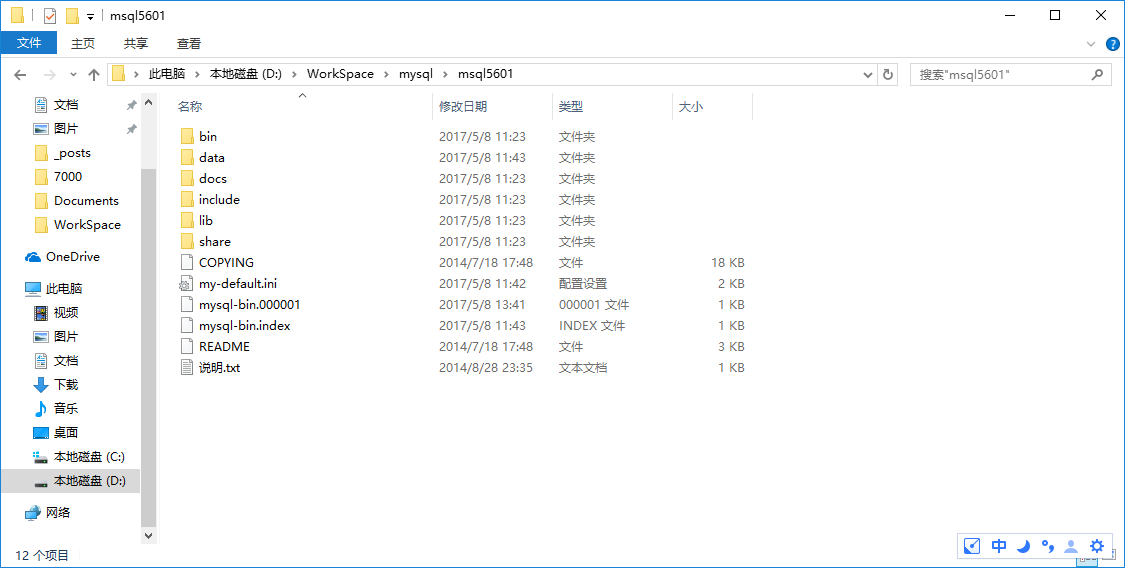 msql5601
文件 主页 共享 查看
此电脑 本地磁盘 (D:) WorkSpace mysql msql5601
搜索"msql5601"
文档
图片
_posts
7000
Documents
WorkSpace
OneDrive
此电脑
视频
图片
文档
下载
音乐
桌面
本地磁盘 (C:)
本地磁盘 (D:)
网络
名称 修改日期 类型 大小
bin 2017/5/8 11:23 文件夹
data 2017/5/8 11:43 文件夹
docs 2017/5/8 11:23 文件夹
include 2017/5/8 11:23 文件夹
lib 2017/5/8 11:23 文件夹
share 2017/5/8 11:23 文件夹
COPYING 2014/7/18 17:48 文件 18 KB
my-default.ini 2017/5/8 11:42 配置设置 2 KB
mysql-bin.000001 2017/5/8 13:41 000001 文件 1 KB
mysql-bin.index 2017/5/8 11:43 INDEX 文件 1 KB
README 2014/7/18 17:48 文件 3 KB
说明.txt 2014/8/28 23:35 文本文档 1 KB
12 个项目
中